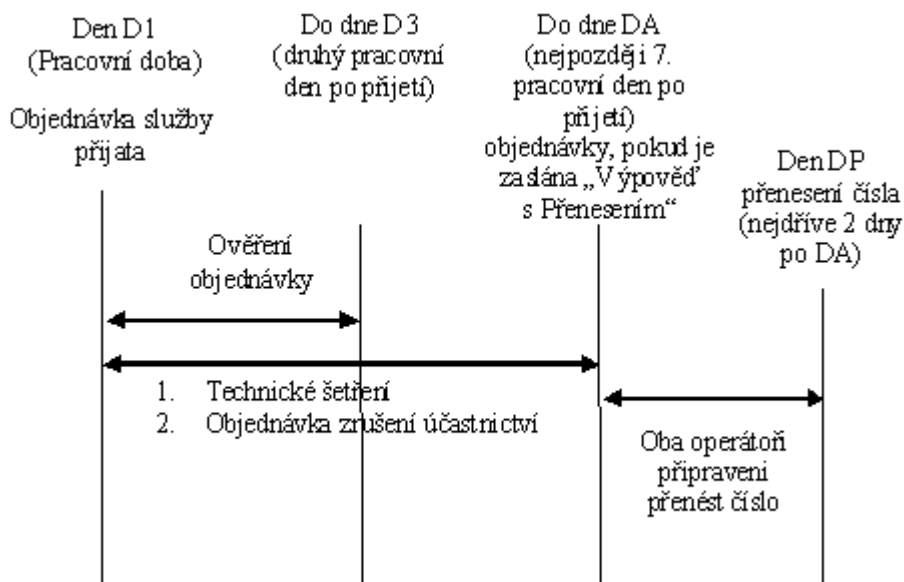 Den D1
(Pracovní doba)
Objednávka služby
přijata
Do dne D3
(druhý pracovní
den po přijetí)
Do dne DA
(nejpozději 7.
pracovní den po
přijetí)
objednávky, pokud je
zaslána „Výpověď
s Přenesením“
Den DP
přenesení čísla
(nejdříve 2 dny
po DA)
Ověření
objednávky
1. Technické šetření
2. Objednávka zrušení účastnictví
Oba operátoři
připraveni
přenést číslo